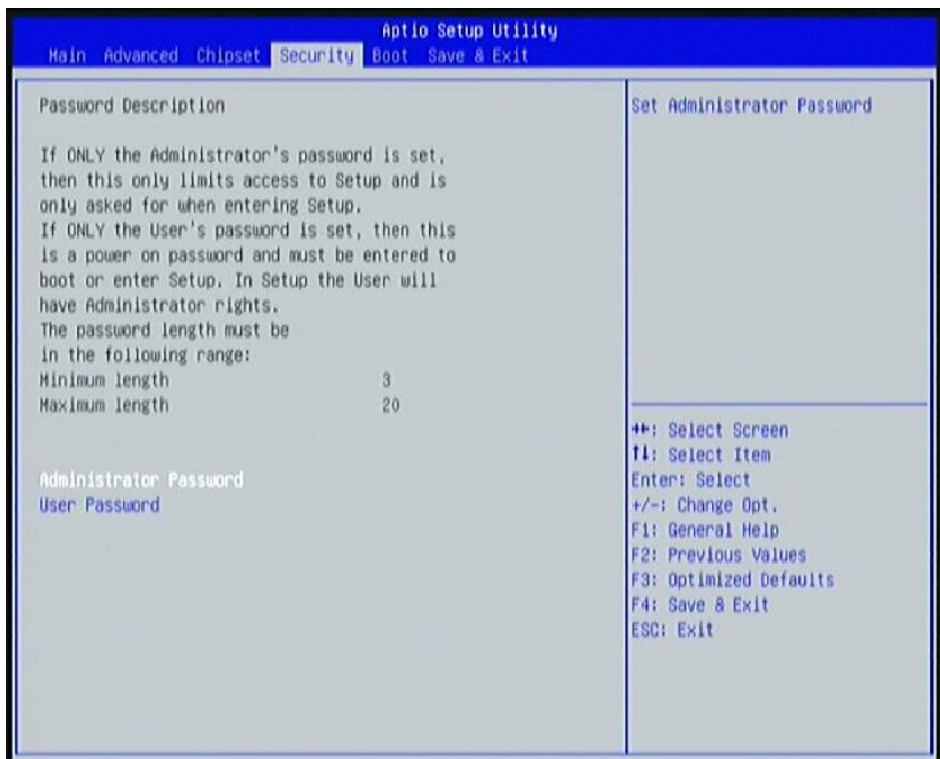 Aptio Setup Utility
Main Advanced Chipset Security Boot Save & Exit
Password Description
If ONLY the Administrator's password is set,
then this only limits access to Setup and is
only asked for when entering Setup.
If ONLY the User's password is set, then this
is a power on password and must be entered to
boot or enter Setup. In Setup the User will
have Administrator rights.
The password length must be
in the following range:
Minimum length 3
Maximum length 20
Administrator Password
User Password
Set Administrator Password
→←: Select Screen
↑↓: Select Item
Enter: Select
+/-: Change Opt.
F1: General Help
F2: Previous Values
F3: Optimized Defaults
F4: Save & Exit
ESC: Exit